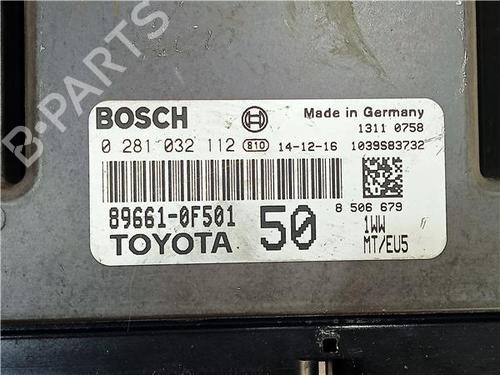 BOSCH
Made in Germany
1311 0758
0 281 032 112 810 14-12-16 1039S83732
8 506 679
89661-0F501
TOYOTA
50
1WW
MT/EU5